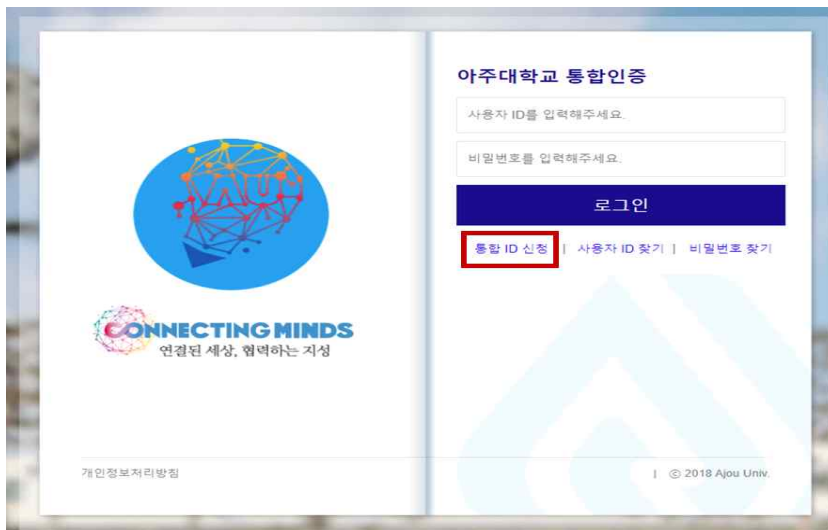 AJOU
CONNECTING MINDS
연결된 세상, 협력하는 지성
개인정보처리방침
아주대학교 통합인증
사용자 ID를 입력해주세요.
비밀번호를 입력해주세요.
로그인
통합 ID 신청 | 사용자 ID 찾기 | 비밀번호 찾기
| © 2018 Ajou Univ.